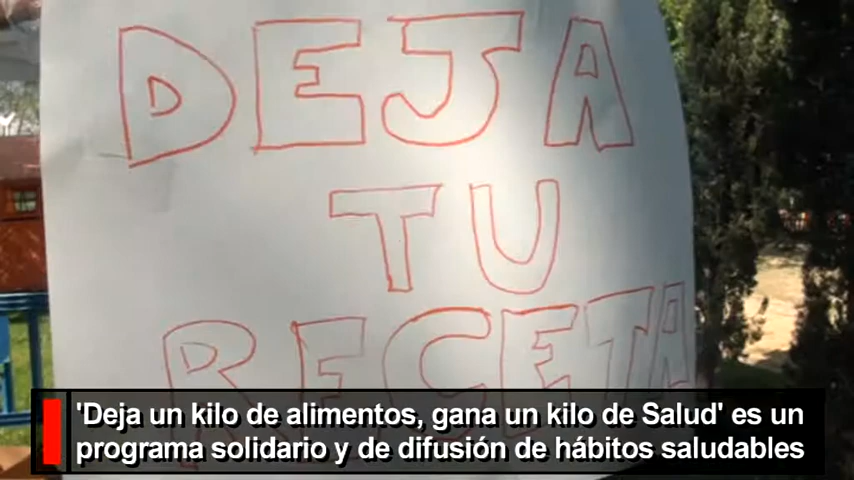 DEJA
TU
RECETA
'Deja un kilo de alimentos, gana un kilo de Salud' es un
programa solidario y de difusión de hábitos saludables